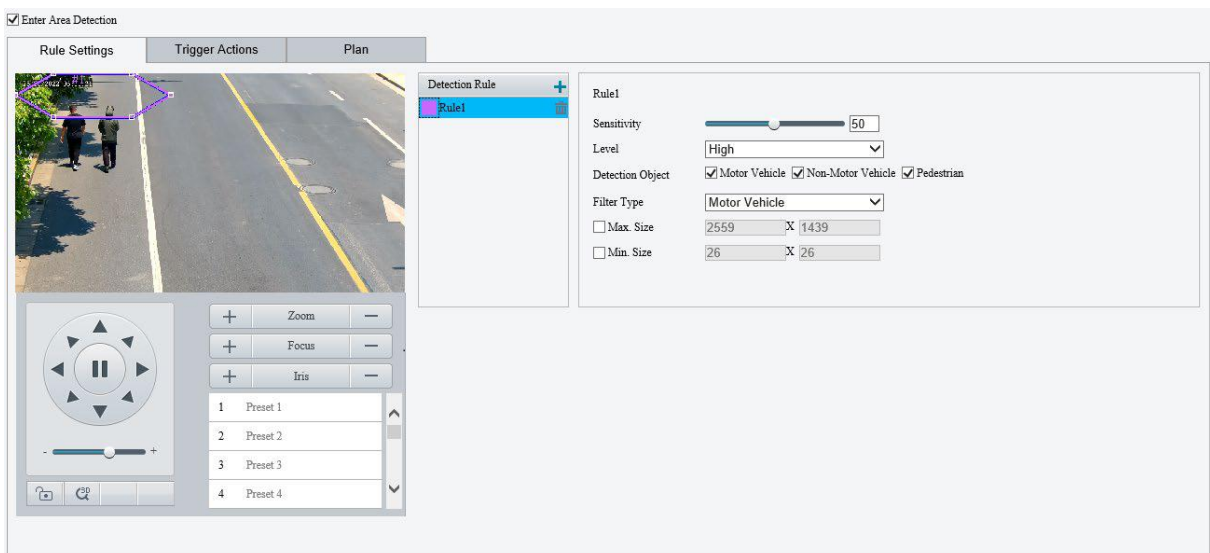 Enter Area Detection
Rule Settings Trigger Actions Plan
Detection Rule
Rule1
Rule1
Sensitivity 50
Level High
Detection Object Motor Vehicle Non-Motor Vehicle Pedestrian
Filter Type Motor Vehicle
Max. Size 2559 X 1439
Min. Size 26 X 26
+ Zoom −
+ Focus −
+ Iris −
1 Preset 1
2 Preset 2
3 Preset 3
4 Preset 4
- +
3D